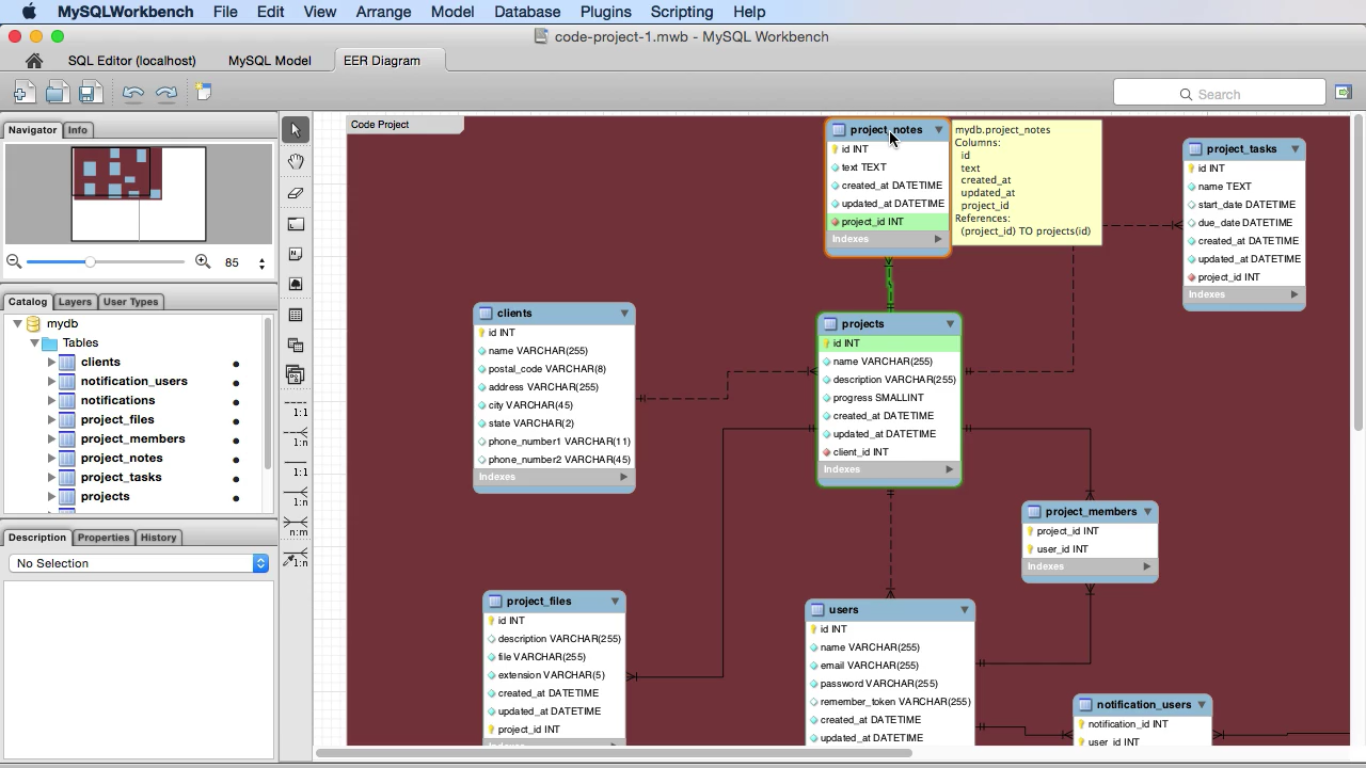 MySQLWorkbench File Edit View Arrange Model Database Plugins Scripting Help
code-project-1.mwb - MySQL Workbench
SQL Editor (localhost) MySQL Model EER Diagram
Search
Navigator Info
85
Catalog Layers User Types
mydb
Tables
clients
notification_users
notifications
project_files
project_members
project_notes
project_tasks
projects
Description Properties History
No Selection
1:1
1:n
1:1
1:n
n:m
1:n
Code Project
project_notes
id INT
text TEXT
created_at DATETIME
updated_at DATETIME
project_id INT
Indexes
mydb.project_notes
Columns:
id
text
created_at
updated_at
project_id
References:
(project_id) TO projects(id)
project_tasks
id INT
name TEXT
start_date DATETIME
due_date DATETIME
created_at DATETIME
updated_at DATETIME
project_id INT
Indexes
clients
id INT
name VARCHAR(255)
postal_code VARCHAR(8)
address VARCHAR(255)
city VARCHAR(45)
state VARCHAR(2)
phone_number1 VARCHAR(11)
phone_number2 VARCHAR(45)
Indexes
projects
id INT
name VARCHAR(255)
description VARCHAR(255)
progress SMALLINT
created_at DATETIME
updated_at DATETIME
client_id INT
Indexes
project_members
project_id INT
user_id INT
Indexes
project_files
id INT
description VARCHAR(255)
file VARCHAR(255)
extension VARCHAR(5)
created_at DATETIME
updated_at DATETIME
project_id INT
users
id INT
name VARCHAR(255)
email VARCHAR(255)
password VARCHAR(255)
remember_token VARCHAR(255)
created_at DATETIME
updated_at DATETIME
notification_users
notification_id INT
user_id INT